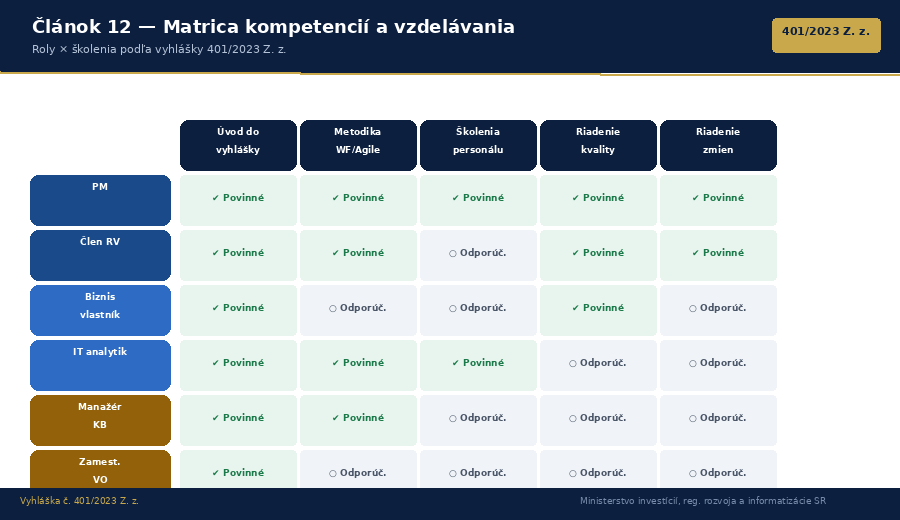 Článok 12 — Matrica kompetencií a vzdelávania
Roly × školenia podľa vyhlášky 401/2023 Z. z.
401/2023 Z. z.
Úvod do vyhlášky
Metodika WF/Agile
Školenia personálu
Riadenie kvality
Riadenie zmien
PM
✔ Povinné
✔ Povinné
✔ Povinné
✔ Povinné
✔ Povinné
Člen RV
✔ Povinné
✔ Povinné
○ Odporúč.
✔ Povinné
✔ Povinné
Biznis vlastník
✔ Povinné
○ Odporúč.
○ Odporúč.
✔ Povinné
○ Odporúč.
IT analytik
✔ Povinné
✔ Povinné
✔ Povinné
○ Odporúč.
○ Odporúč.
Manažér KB
✔ Povinné
✔ Povinné
○ Odporúč.
○ Odporúč.
○ Odporúč.
Zamest. VO
✔ Povinné
○ Odporúč.
○ Odporúč.
○ Odporúč.
○ Odporúč.
Vyhláška č. 401/2023 Z. z.
Ministerstvo investícií, reg. rozvoja a informatizácie SR